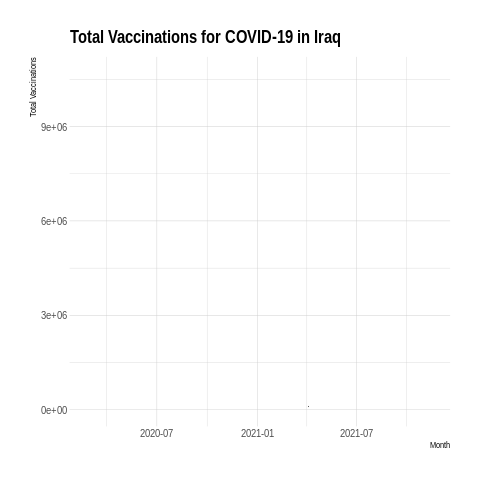 Total Vaccinations for COVID-19 in Iraq
Total Vaccinations
9e+06
6e+06
3e+06
0e+00
2020-07
2021-01
2021-07
Month